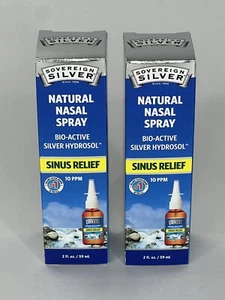 SOVEREIGN
SILVER
NATURAL
NASAL
SPRAY
BIO-ACTIVE
SILVER HYDROSOL™
SINUS RELIEF
10 PPM
2 fl. oz / 59 mL
SOVEREIGN
SILVER
NATURAL
NASAL
SPRAY
BIO-ACTIVE
SILVER HYDROSOL™
SINUS RELIEF
10 PPM
2 fl. oz / 59 mL